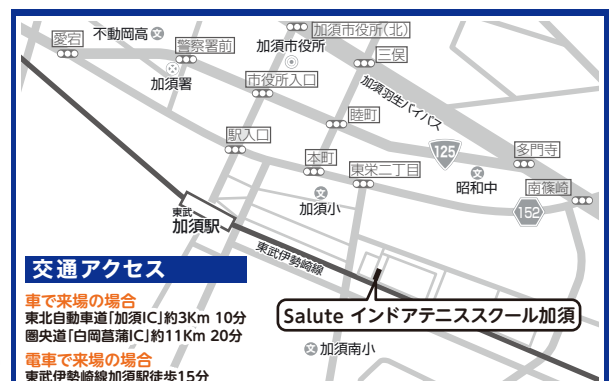 加須市役所(北)
不動岡高
愛宕
警察署前
加須市役所
三俣
加須署
市役所入口
加須羽生バイパス
睦町
駅入口
125
多門寺
本町
東栄二丁目
昭和中
南篠崎
加須小
152
東武
加須駅
東武伊勢崎線
交通アクセス
車で来場の場合
東北自動車道「加須IC」約3Km 10分
圏央道「白岡菖蒲IC」約11Km 20分
Salute インドアテニススクール加須
加須南小
電車で来場の場合
東武伊勢崎線加須駅徒歩15分